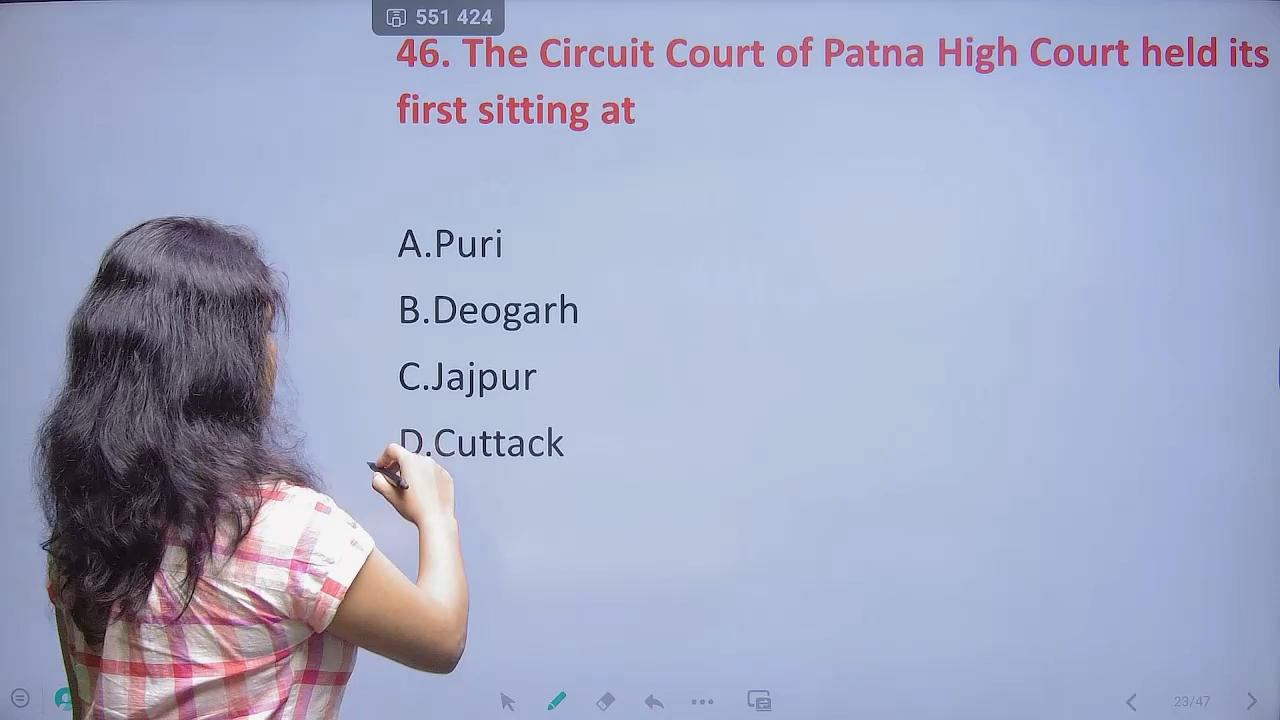 551 424
46. The Circuit Court of Patna High Court held its
first sitting at
A.Puri
B.Deogarh
C.Jajpur
D.Cuttack
23/47